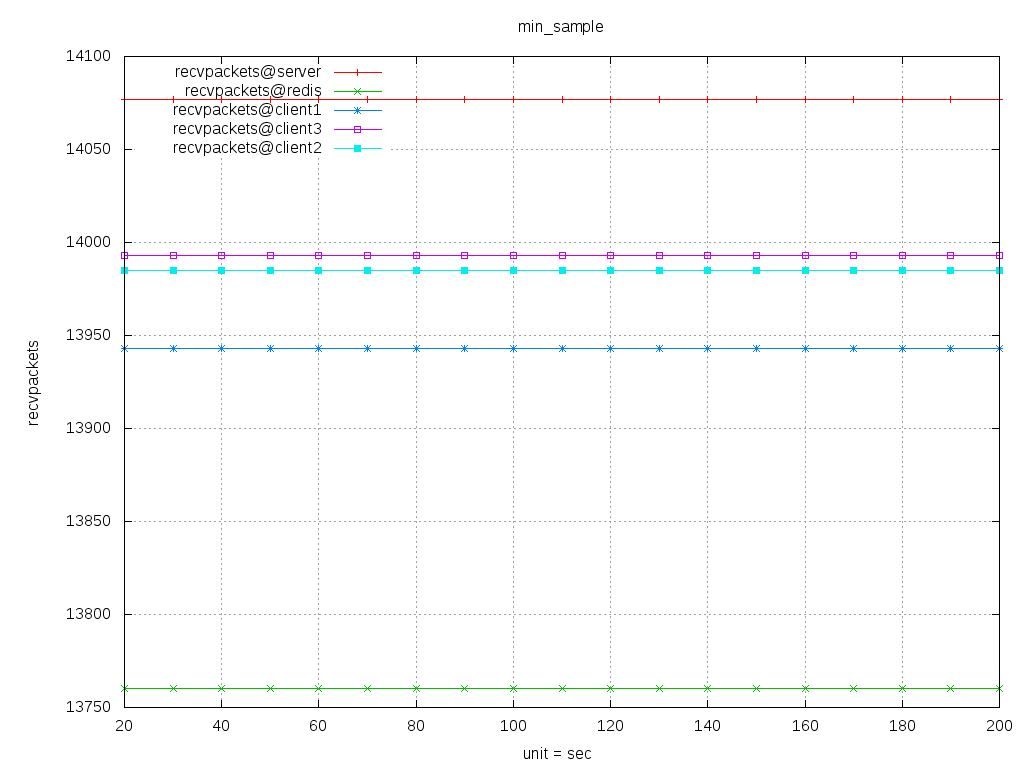 min_sample
14100
14050
14000
13950
13900
13850
13800
13750
recvpackets
recvpackets@server
recvpackets@redis
recvpackets@client1
recvpackets@client3
recvpackets@client2
20 40 60 80 100 120 140 160 180 200
unit = sec